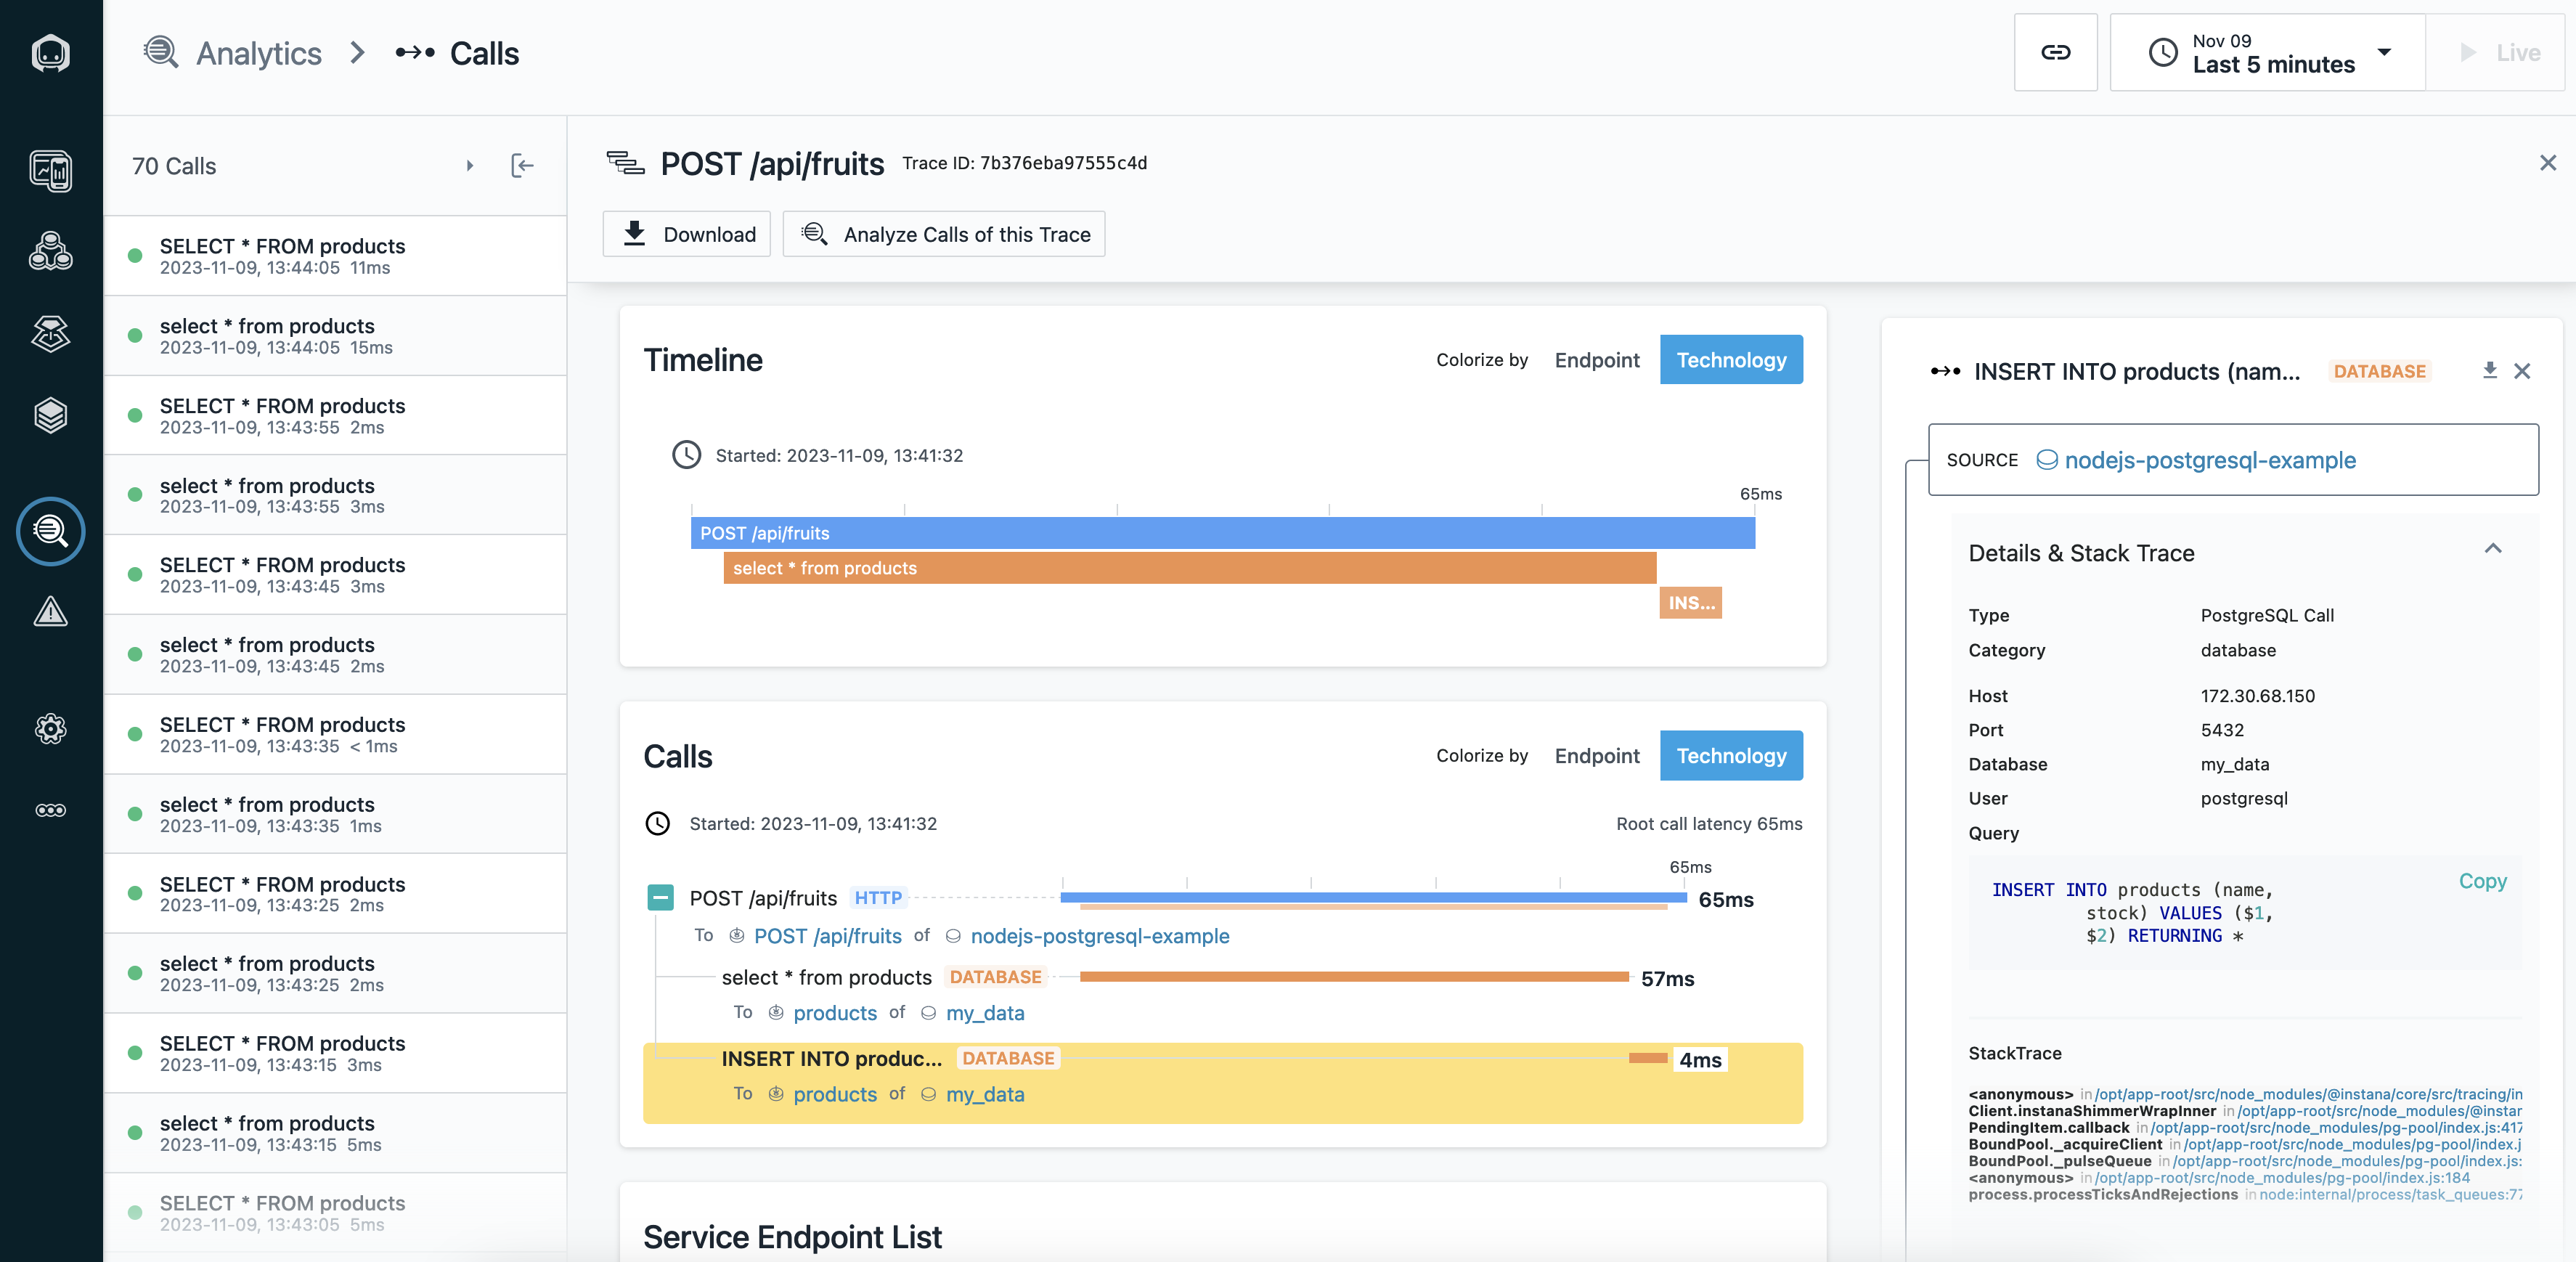 Analytics > Calls
Nov 09
Last 5 minutes
Live
70 Calls
SELECT * FROM products
2023-11-09, 13:44:05 11ms
select * from products
2023-11-09, 13:44:05 15ms
SELECT * FROM products
2023-11-09, 13:43:55 2ms
select * from products
2023-11-09, 13:43:55 3ms
SELECT * FROM products
2023-11-09, 13:43:45 3ms
select * from products
2023-11-09, 13:43:45 2ms
SELECT * FROM products
2023-11-09, 13:43:35 < 1ms
select * from products
2023-11-09, 13:43:35 1ms
SELECT * FROM products
2023-11-09, 13:43:25 2ms
select * from products
2023-11-09, 13:43:25 2ms
SELECT * FROM products
2023-11-09, 13:43:15 3ms
select * from products
2023-11-09, 13:43:15 5ms
SELECT * FROM products
2023-11-09, 13:43:05 5ms
POST /api/fruits Trace ID: 7b376eba97555c4d
Download
Analyze Calls of this Trace
Timeline
Colorize by Endpoint Technology
Started: 2023-11-09, 13:41:32
65ms
POST /api/fruits
select * from products
INS...
Calls
Colorize by Endpoint Technology
Started: 2023-11-09, 13:41:32
Root call latency 65ms
65ms
POST /api/fruits HTTP 65ms
To POST /api/fruits of nodejs-postgresql-example
select * from products DATABASE 57ms
To products of my_data
INSERT INTO produc... DATABASE 4ms
To products of my_data
Service Endpoint List
INSERT INTO products (nam... DATABASE
SOURCE nodejs-postgresql-example
Details & Stack Trace
Type PostgreSQL Call
Category database
Host 172.30.68.150
Port 5432
Database my_data
User postgresql
Query
Copy
INSERT INTO products (name,
stock) VALUES ($1,
$2) RETURNING *
StackTrace
<anonymous> in /opt/app-root/src/node_modules/@instana/core/src/tracing/in
Client.instanaShimmerWrapInner in /opt/app-root/src/node_modules/@instar
PendingItem.callback in /opt/app-root/src/node_modules/pg-pool/index.js:417
BoundPool._acquireClient in /opt/app-root/src/node_modules/pg-pool/index.j
BoundPool._pulseQueue in /opt/app-root/src/node_modules/pg-pool/index.js:
<anonymous> in /opt/app-root/src/node_modules/pg-pool/index.js:184
process.processTicksAndRejections in node:internal/process/task_queues:77